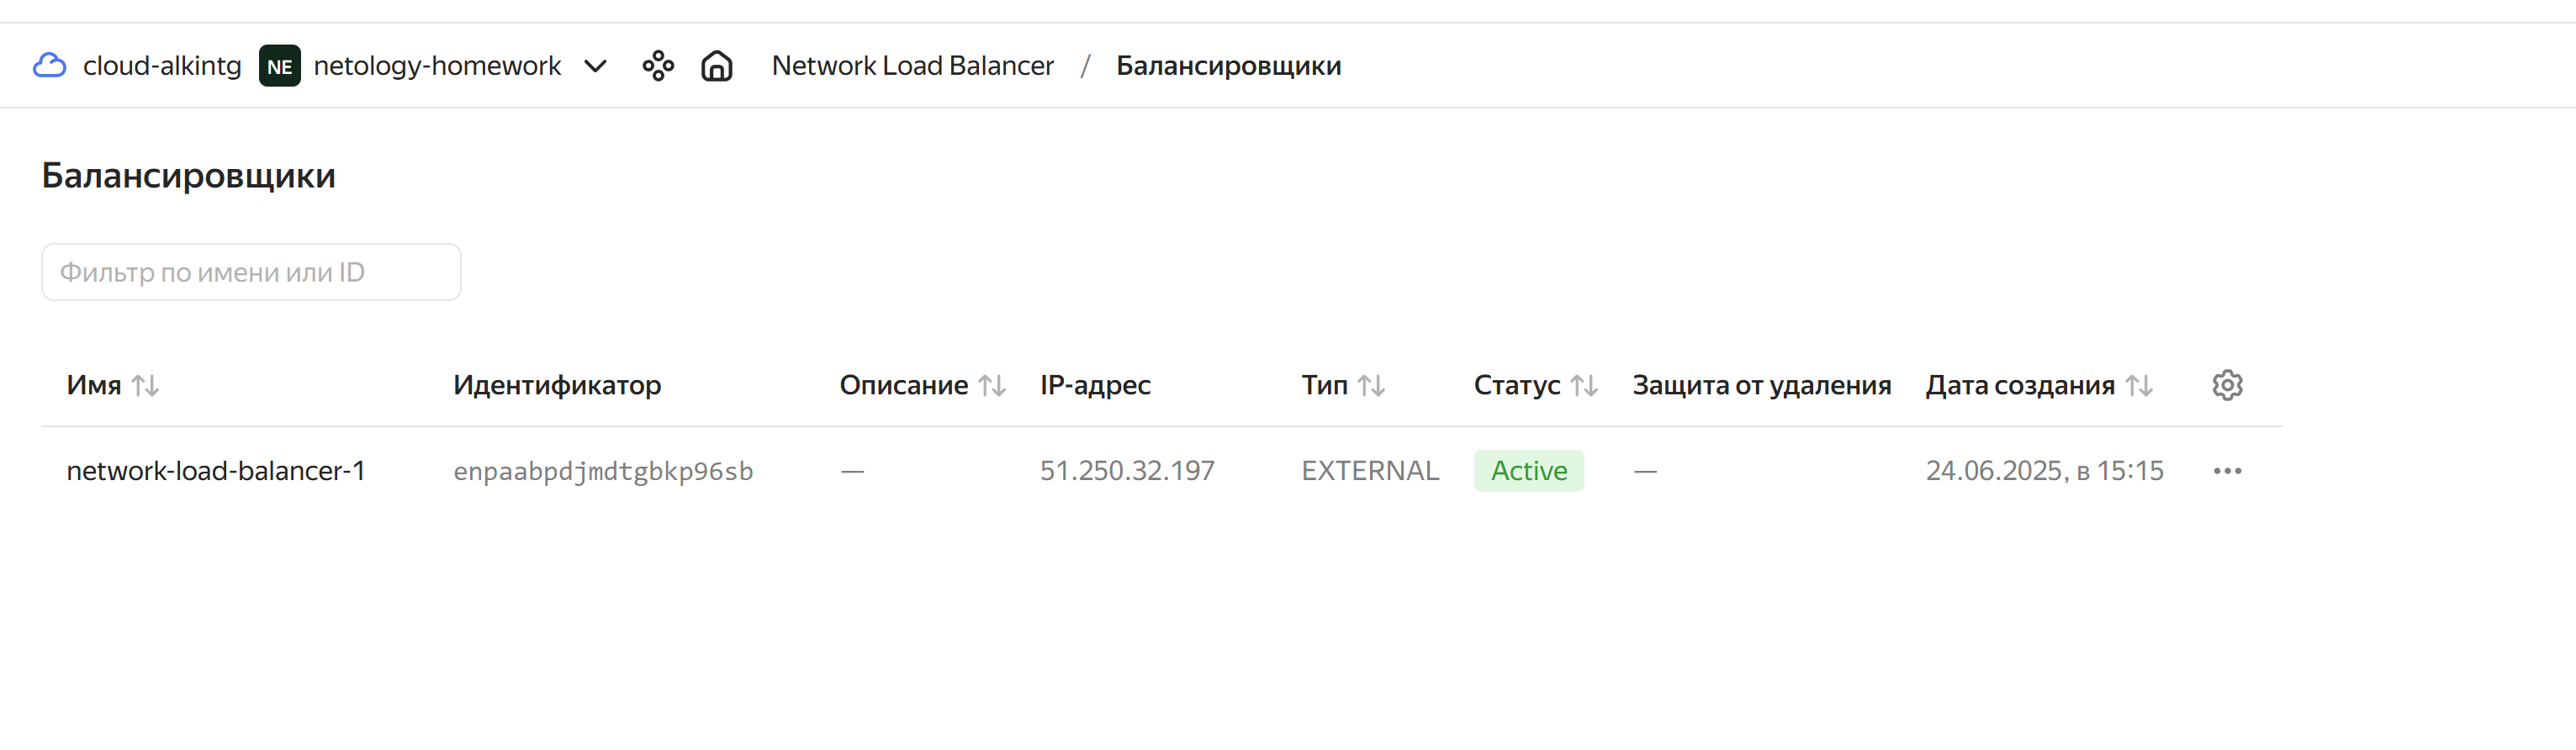 cloud-alkintg NE netology-homework Network Load Balancer / Балансировщики
Балансировщики
Фильтр по имени или ID
Имя Идентификатор Описание IP-адрес Тип Статус Защита от удаления Дата создания
network-load-balancer-1 enpaabpdjmdtgbkp96sb — 51.250.32.197 EXTERNAL Active — 24.06.2025, в 15:15